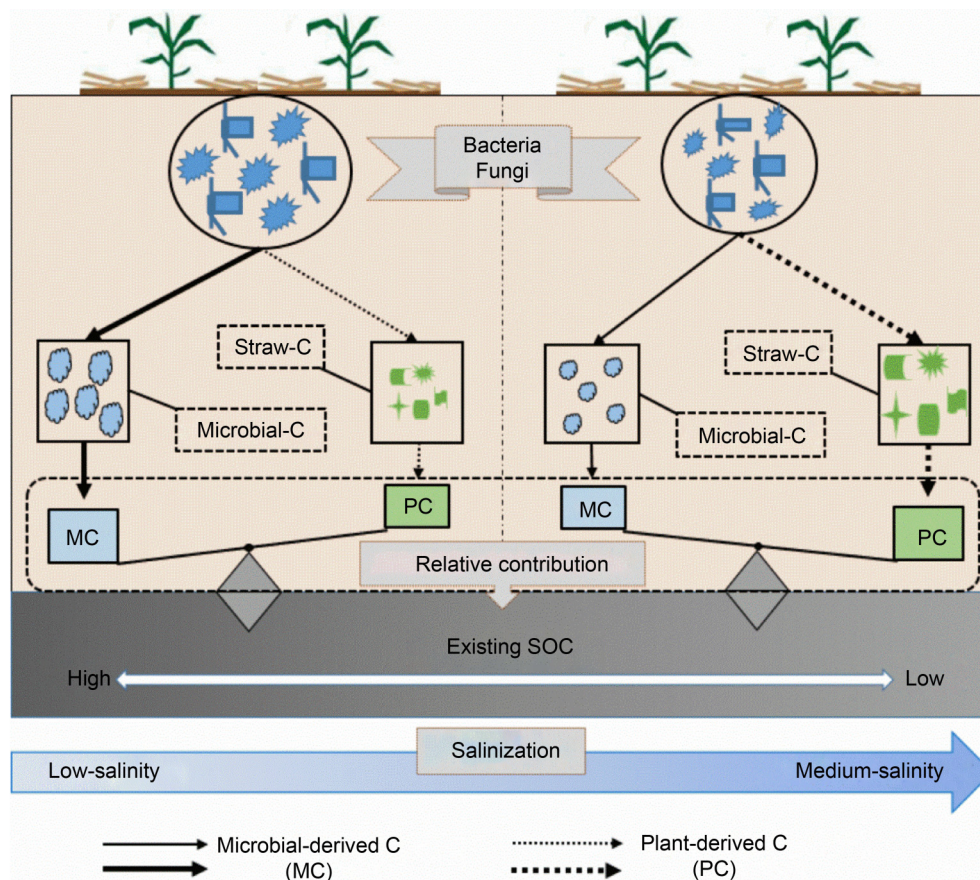 Bacteria
Fungi
Straw-C
Microbial-C
Straw-C
Microbial-C
MC
PC
MC
PC
Relative contribution
Existing SOC
High
Low
Salinization
Low-salinity
Medium-salinity
Microbial-derived C
(MC)
Plant-derived C
(PC)